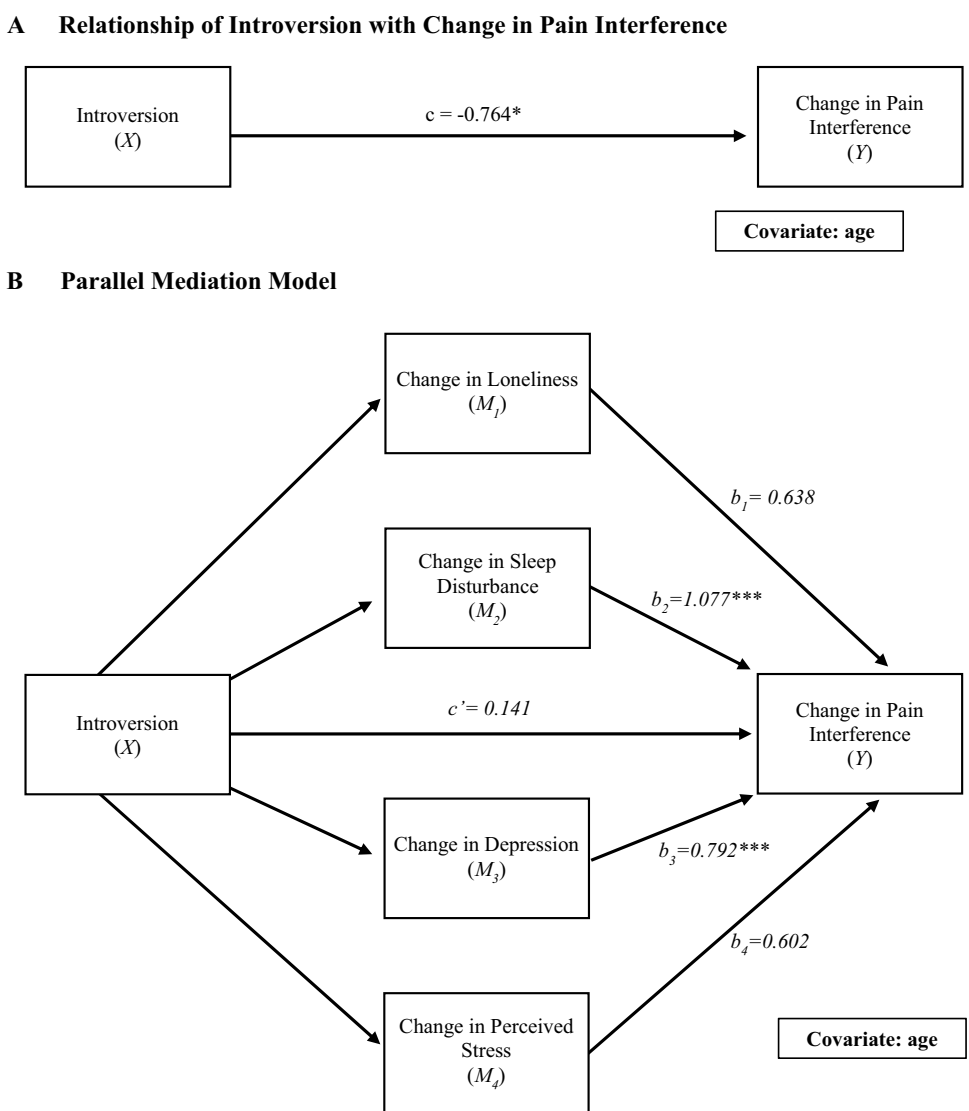 A Relationship of Introversion with Change in Pain Interference
Introversion
(X)
c = -0.764*
Change in Pain
Interference
(Y)
Covariate: age
B Parallel Mediation Model
Change in Loneliness
(M1)
b1= 0.638
Change in Sleep
Disturbance
(M2)
b2=1.077***
Introversion
(X)
c’= 0.141
Change in Pain
Interference
(Y)
Change in Depression
(M3)
b3=0.792***
b4=0.602
Change in Perceived
Stress
(M4)
Covariate: age